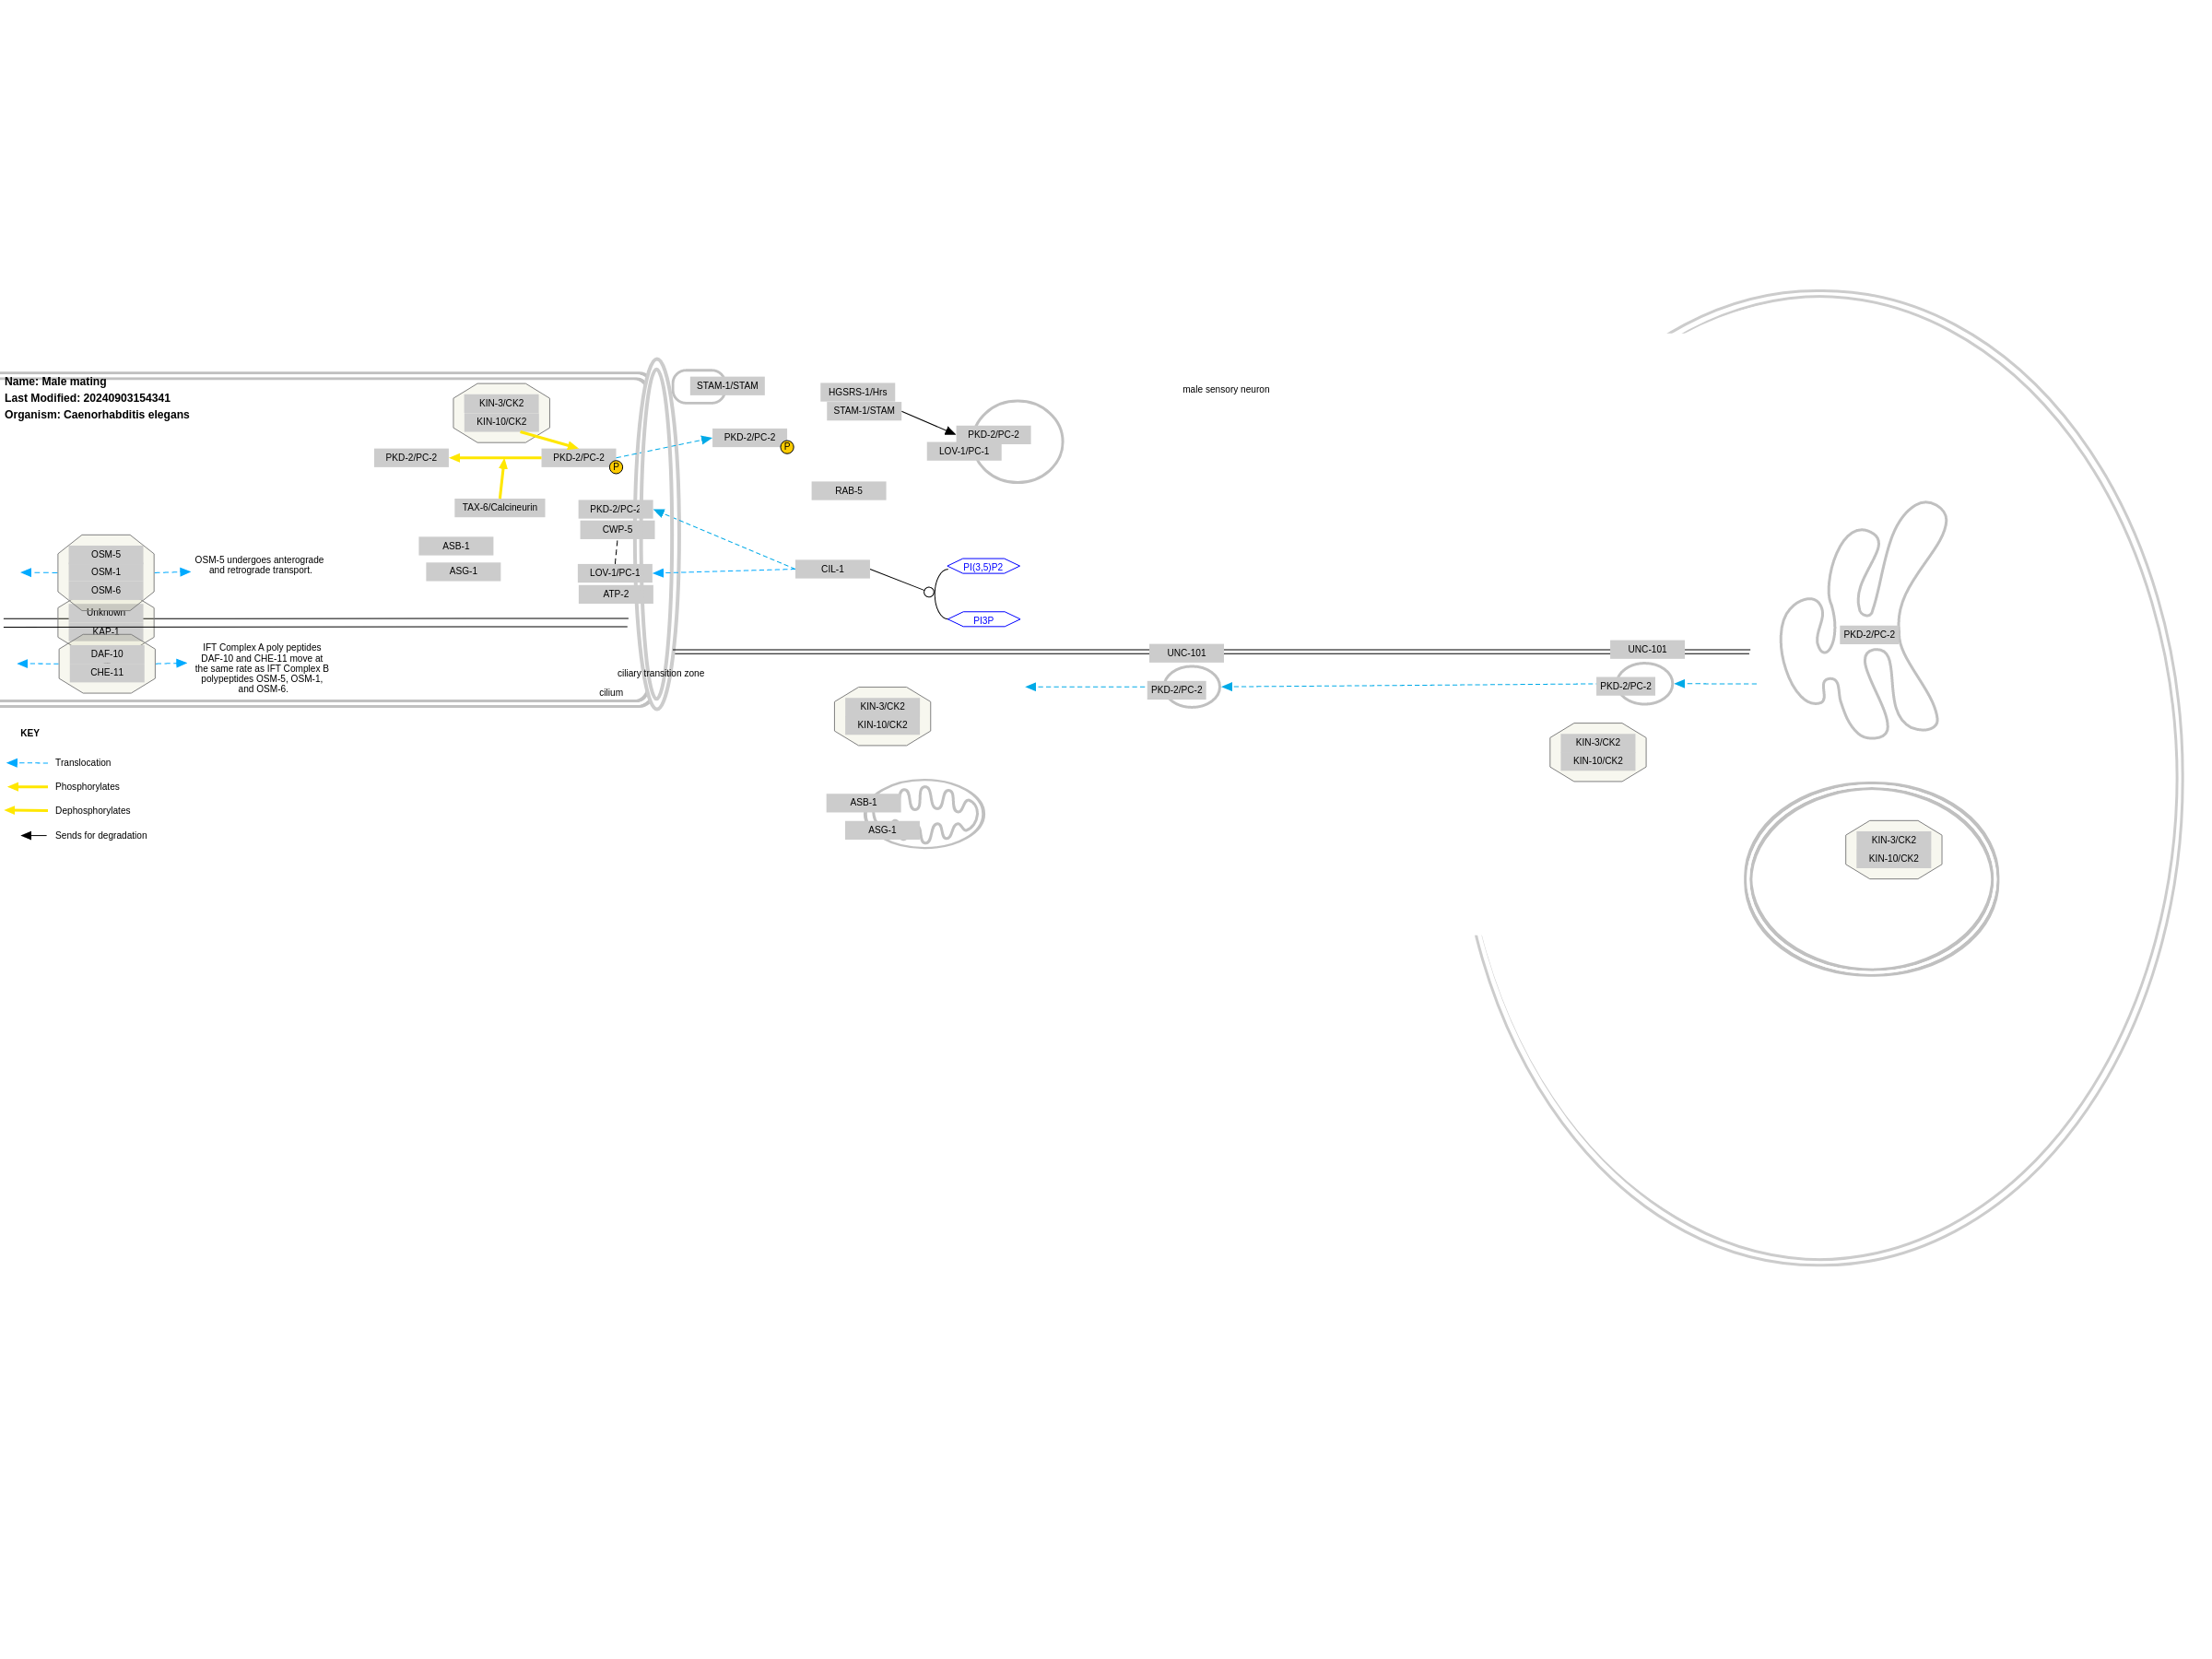 Name: Male mating
Last Modified: 20240903154341
Organism: Caenorhabditis elegans
KIN-3/CK2
KIN-10/CK2
PKD-2/PC-2
PKD-2/PC-2
P
TAX-6/Calcineurin
PKD-2/PC-2
CWP-5
ASB-1
ASG-1
LOV-1/PC-1
ATP-2
OSM-5
OSM-1
OSM-6
Unknown
KAP-1
DAF-10
CHE-11
OSM-5 undergoes anterograde
and retrograde transport.
IFT Complex A poly peptides
DAF-10 and CHE-11 move at
the same rate as IFT Complex B
polypeptides OSM-5, OSM-1,
and OSM-6.
ciliary transition zone
cilium
STAM-1/STAM
PKD-2/PC-2
P
HGSRS-1/Hrs
STAM-1/STAM
PKD-2/PC-2
LOV-1/PC-1
RAB-5
CIL-1
PI(3,5)P2
PI3P
male sensory neuron
UNC-101
PKD-2/PC-2
UNC-101
PKD-2/PC-2
PKD-2/PC-2
KIN-3/CK2
KIN-10/CK2
KIN-3/CK2
KIN-10/CK2
KIN-3/CK2
KIN-10/CK2
ASB-1
ASG-1
KEY
Translocation
Phosphorylates
Dephosphorylates
Sends for degradation